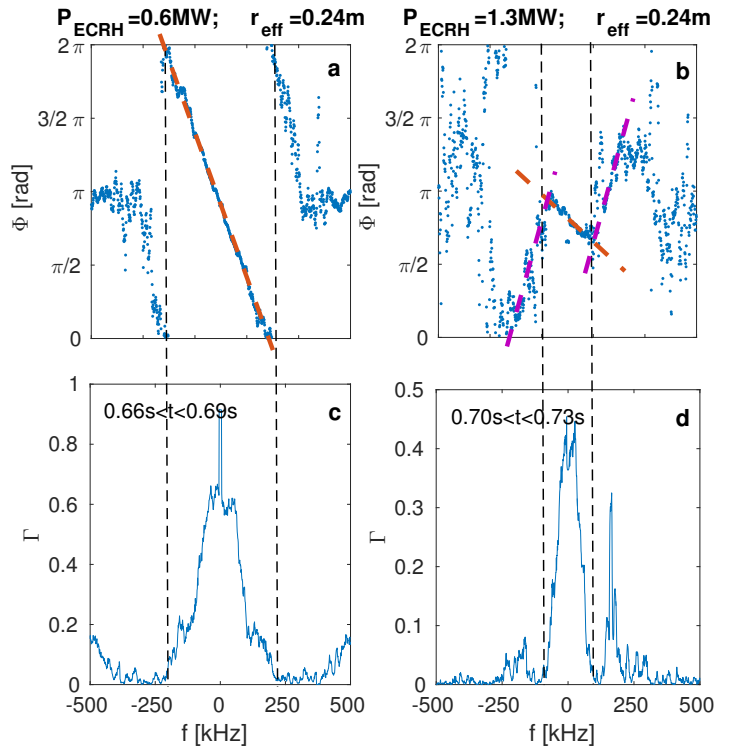 P_ECRH=0.6MW; r_eff=0.24m
P_ECRH=1.3MW; r_eff=0.24m
a
2π
3/2 π
π
π/2
0
Φ [rad]
b
2π
3/2 π
π
π/2
0
Φ [rad]
c
0.66s<t<0.69s
1
0.8
0.6
0.4
0.2
0
Γ
-500 -250 0 250 500
f [kHz]
d
0.70s<t<0.73s
0.5
0.4
0.3
0.2
0.1
0
Γ
-500 -250 0 250 500
f [kHz]